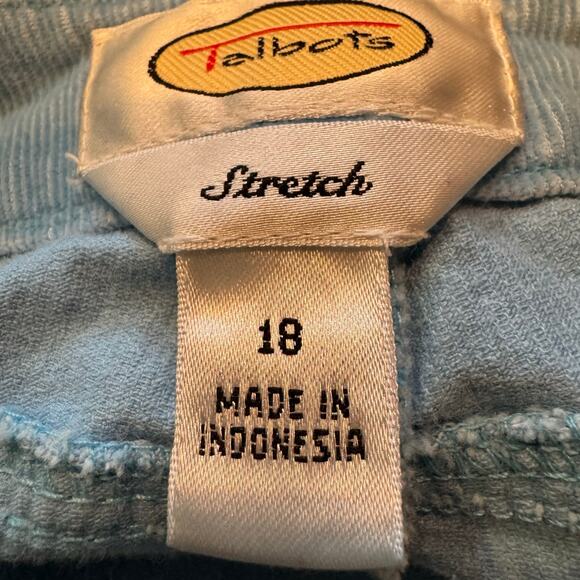 Talbots
Stretch
18
MADE IN
INDONESIA